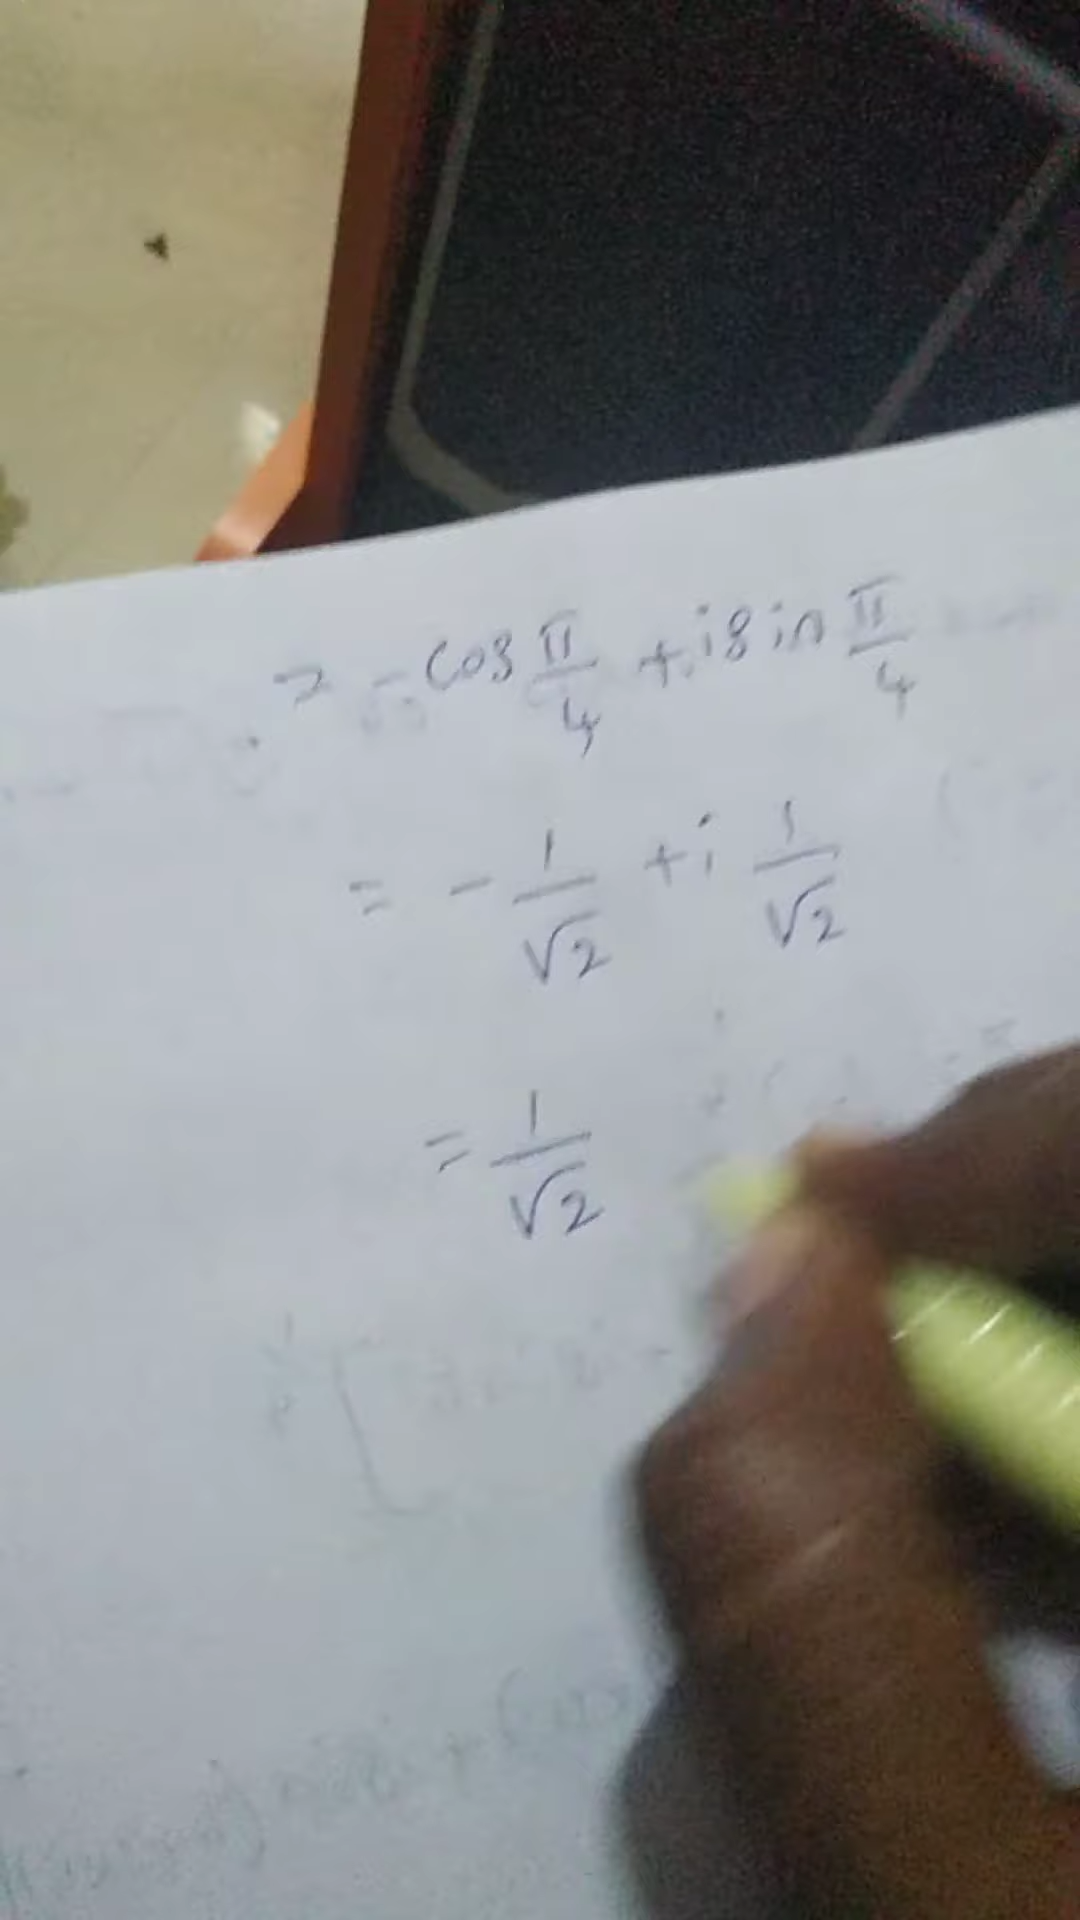 = - cos π/4 + i sin π/4
= - 1/√2 + i 1/√2
= 1/√2